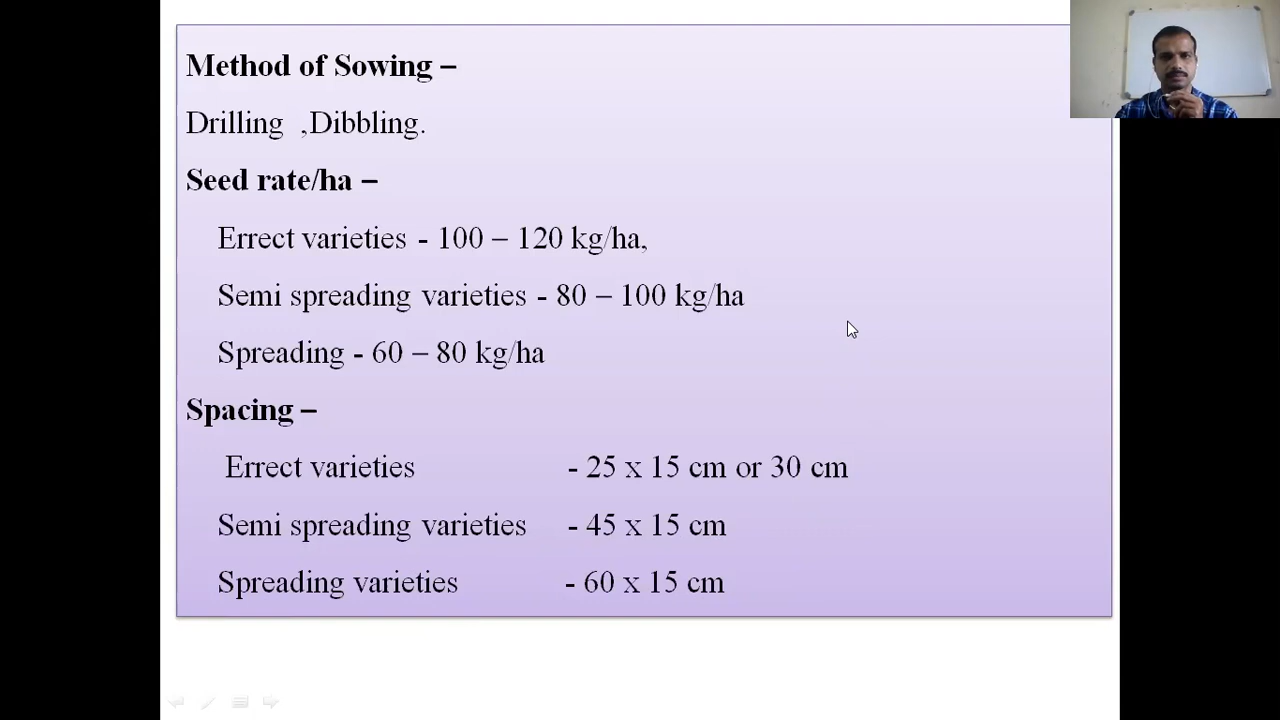 Method of Sowing –
Drilling ,Dibbling.
Seed rate/ha –
Errect varieties - 100 – 120 kg/ha,
Semi spreading varieties - 80 – 100 kg/ha
Spreading - 60 – 80 kg/ha
Spacing –
Errect varieties - 25 x 15 cm or 30 cm
Semi spreading varieties - 45 x 15 cm
Spreading varieties - 60 x 15 cm